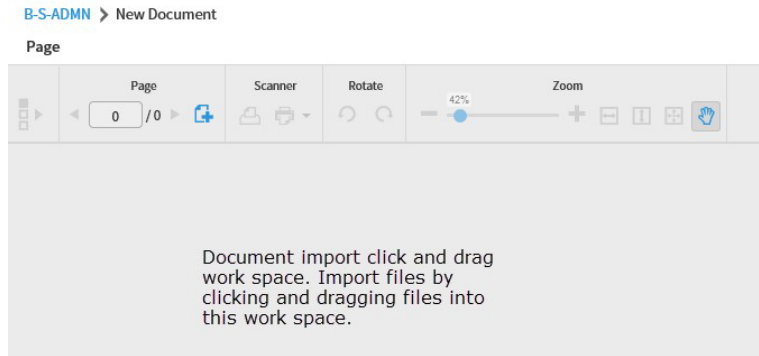 B-S-ADMN > New Document
Page
Page Scanner Rotate Zoom
42%
0 /0
Document import click and drag
work space. Import files by
clicking and dragging files into
this work space.